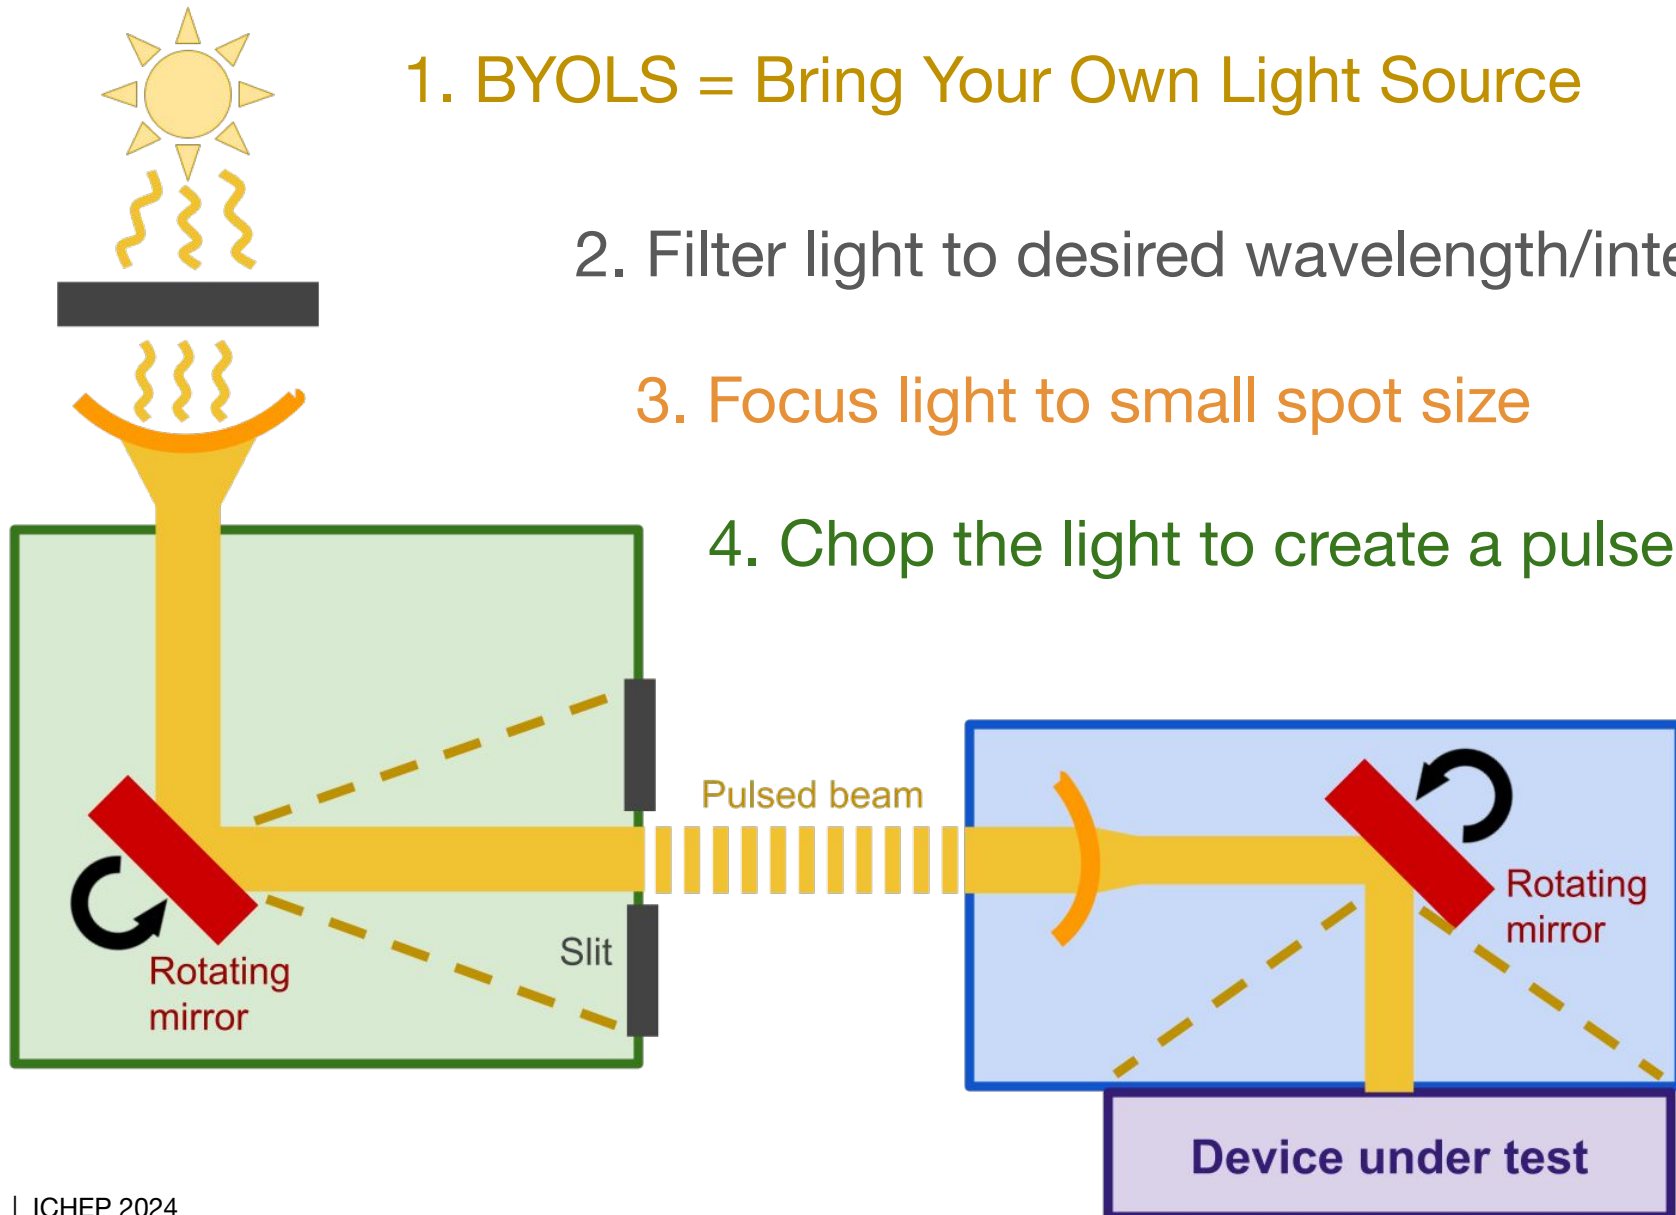 1. BYOLS = Bring Your Own Light Source
2. Filter light to desired wavelength/inte
3. Focus light to small spot size
4. Chop the light to create a pulse
Pulsed beam
Rotating
mirror
Slit
Rotating
mirror
Device under test
| ICHEP 2024